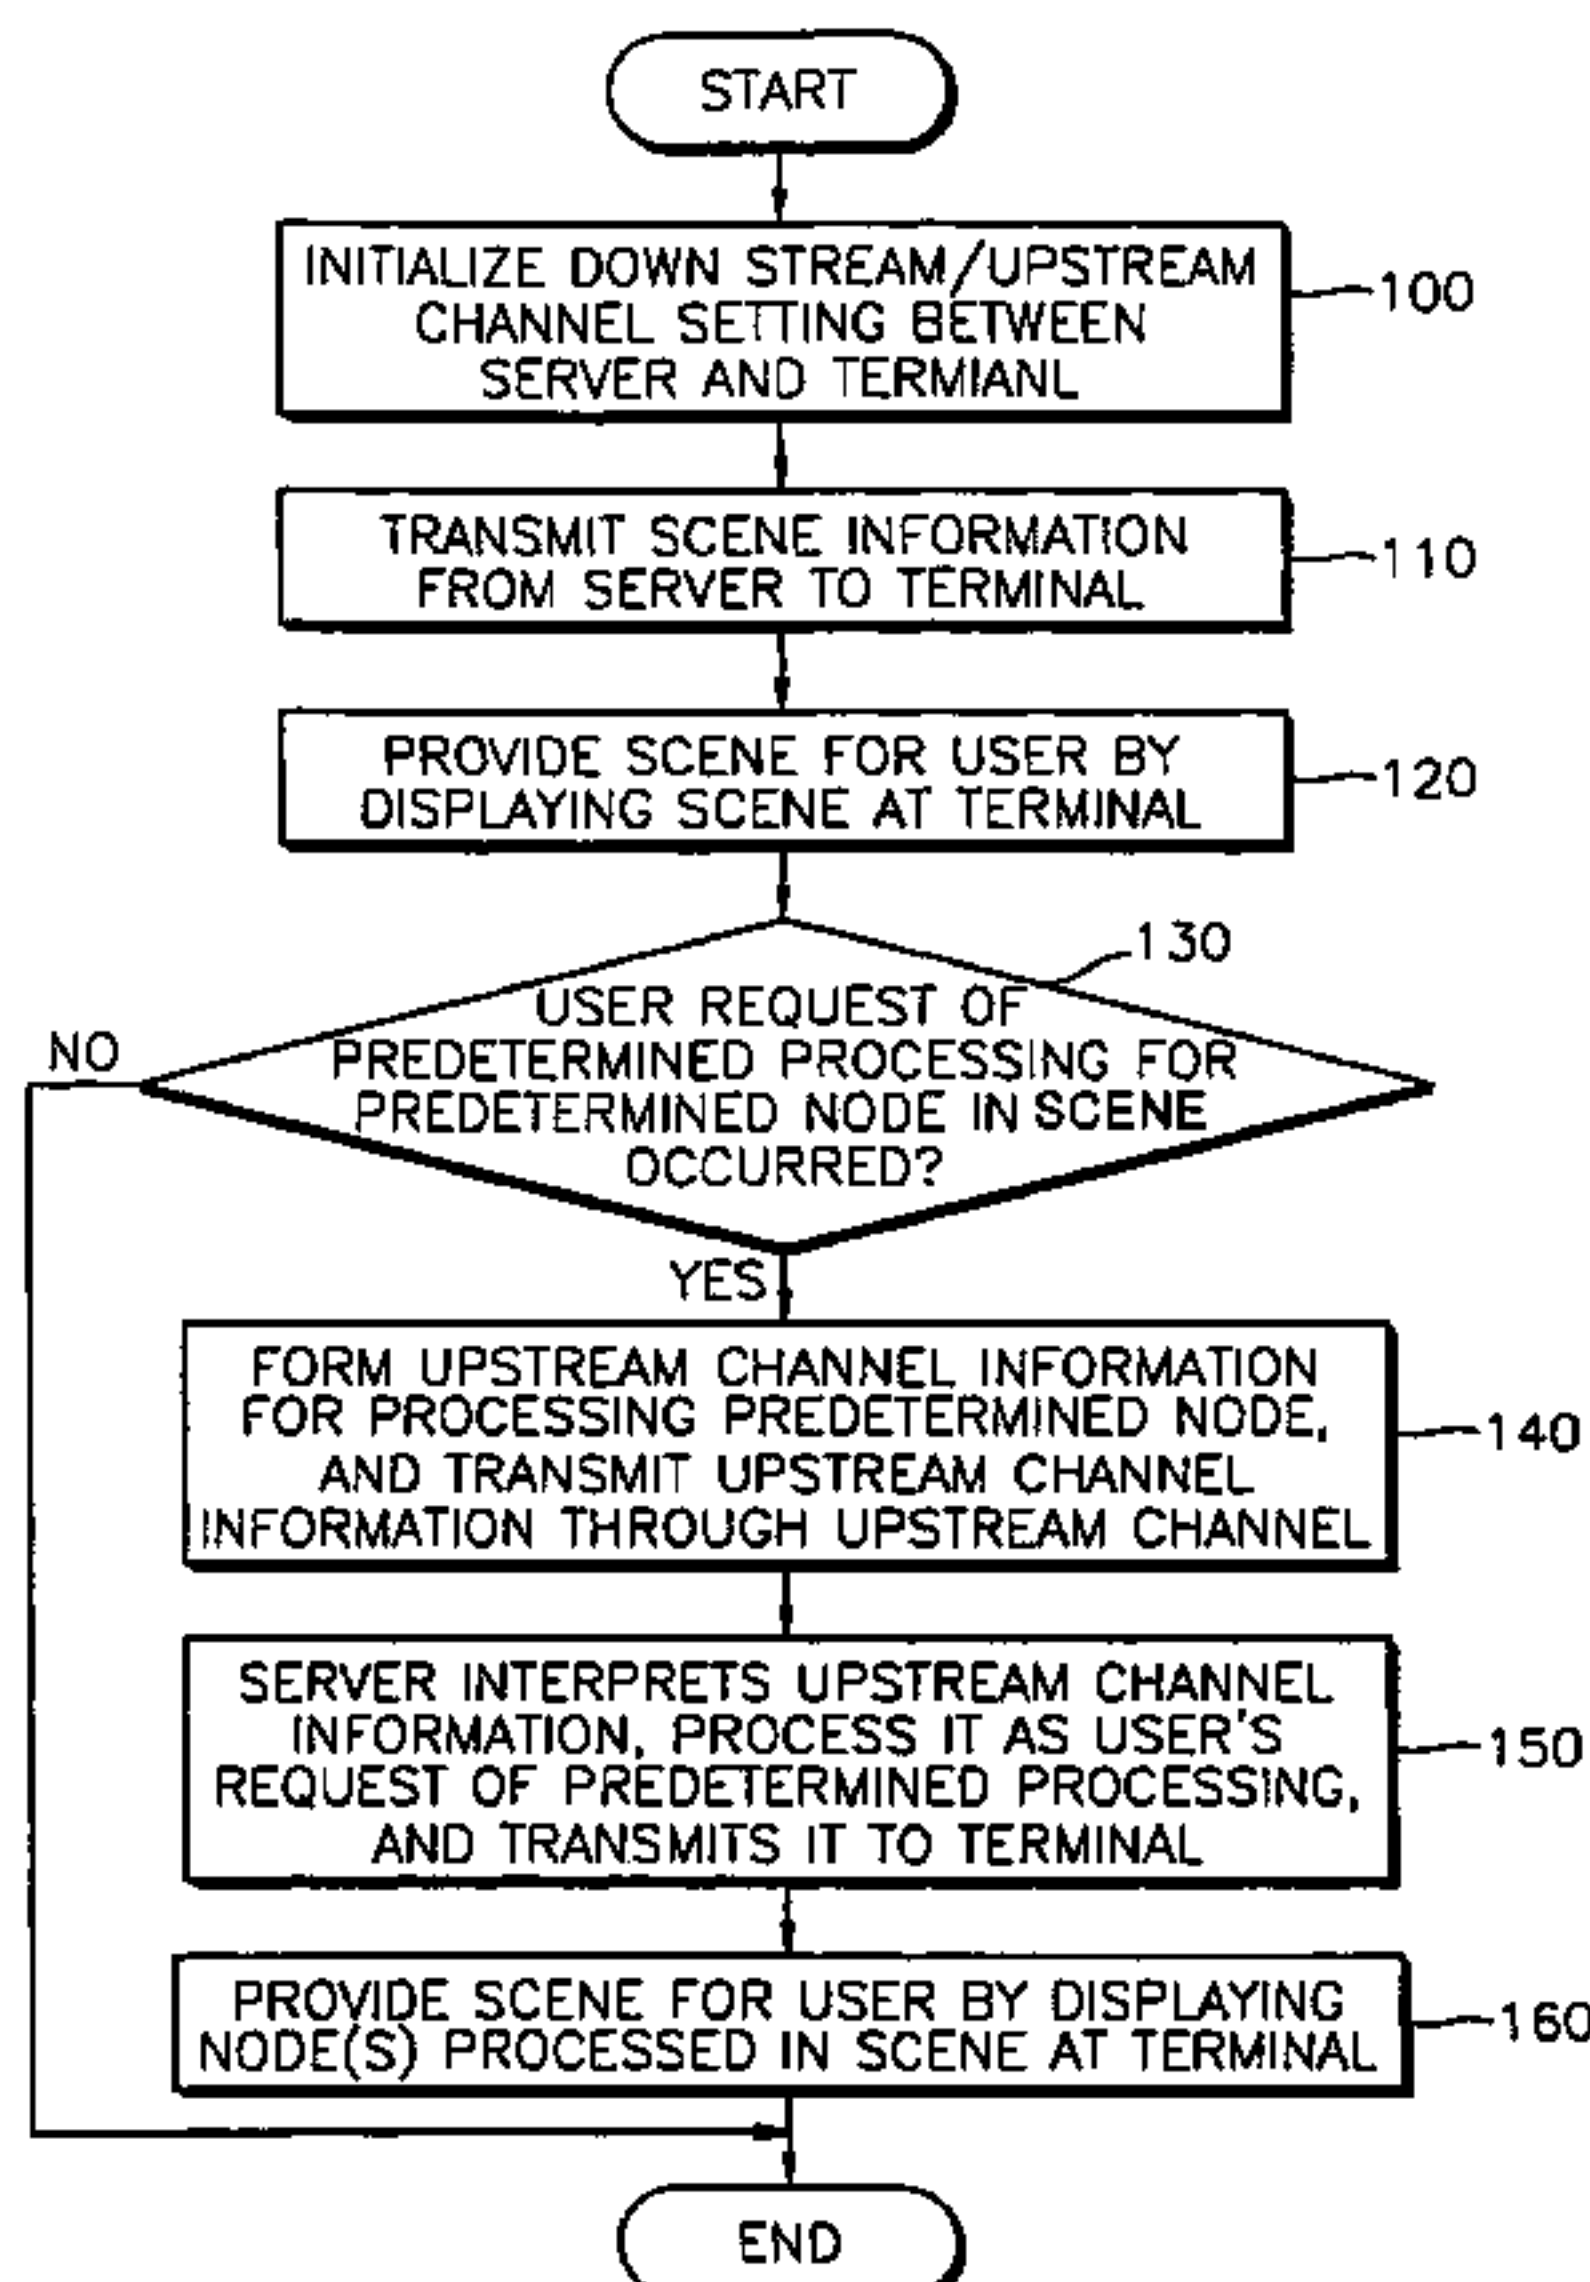 START
INITIALIZE DOWN STREAM/UPSTREAM
CHANNEL SETTING BETWEEN
SERVER AND TERMIANL
100
TRANSMIT SCENE INFORMATION
FROM SERVER TO TERMINAL
110
PROVIDE SCENE FOR USER BY
DISPLAYING SCENE AT TERMINAL
120
130
USER REQUEST OF
PREDETERMINED PROCESSING FOR
PREDETERMINED NODE IN SCENE
OCCURRED?
NO
YES
FORM UPSTREAM CHANNEL INFORMATION
FOR PROCESSING PREDETERMINED NODE,
AND TRANSMIT UPSTREAM CHANNEL
INFORMATION THROUGH UPSTREAM CHANNEL
140
SERVER INTERPRETS UPSTREAM CHANNEL
INFORMATION, PROCESS IT AS USER'S
REQUEST OF PREDETERMINED PROCESSING,
AND TRANSMITS IT TO TERMINAL
150
PROVIDE SCENE FOR USER BY DISPLAYING
NODE(S) PROCESSED IN SCENE AT TERMINAL
160
END